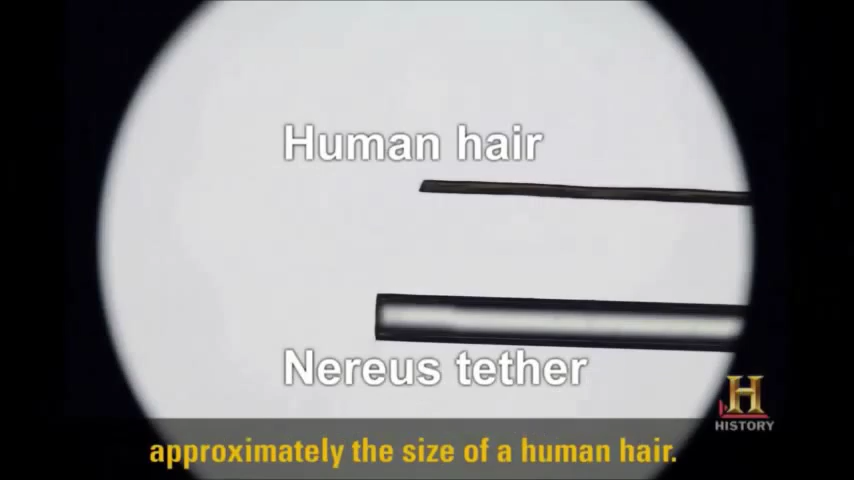 Human hair
Nereus tether
H
HISTORY
approximately the size of a human hair.